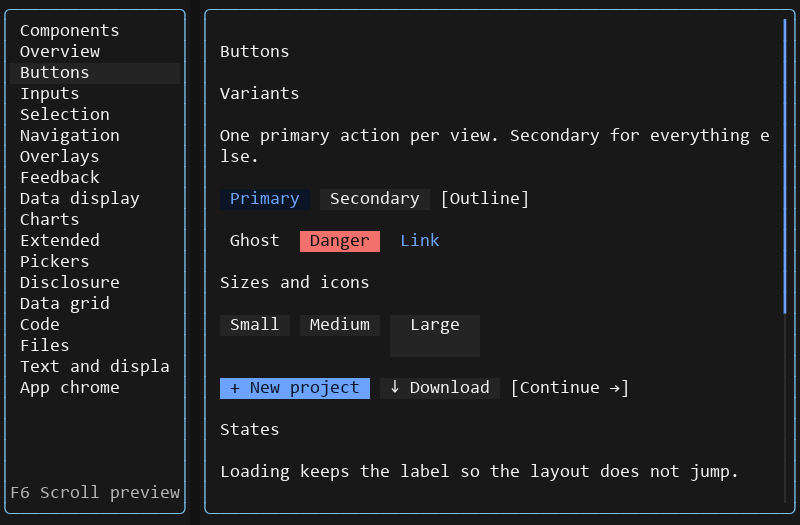 Components
Overview
Buttons
Inputs
Selection
Navigation
Overlays
Feedback
Data display
Charts
Extended
Pickers
Disclosure
Data grid
Code
Files
Text and displa
App chrome
F6 Scroll preview
Buttons
Variants
One primary action per view. Secondary for everything e
lse.
Primary Secondary [Outline]
Ghost Danger Link
Sizes and icons
Small Medium Large
+ New project ↓ Download [Continue →]
States
Loading keeps the label so the layout does not jump.